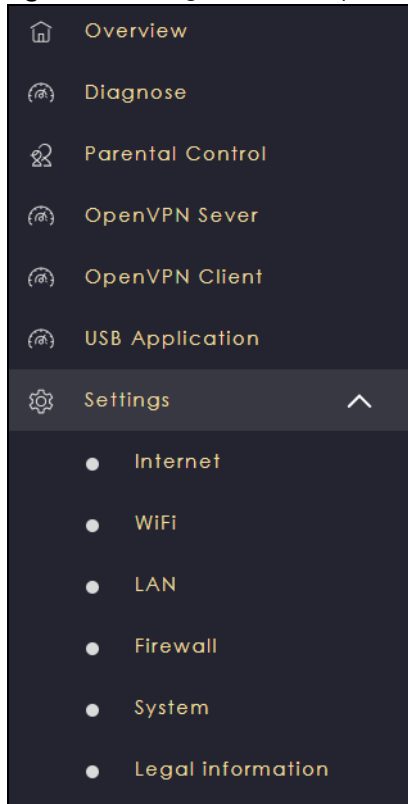 Overview
Diagnose
Parental Control
OpenVPN Sever
OpenVPN Client
USB Application
Settings
Internet
WiFi
LAN
Firewall
System
Legal information